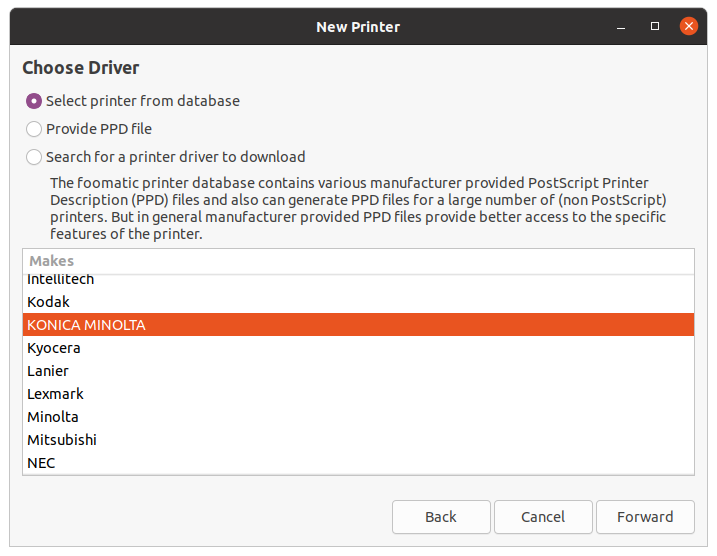 New Printer
Choose Driver
Select printer from database
Provide PPD file
Search for a printer driver to download
The foomatic printer database contains various manufacturer provided PostScript Printer
Description (PPD) files and also can generate PPD files for a large number of (non PostScript)
printers. But in general manufacturer provided PPD files provide better access to the specific
features of the printer.
Makes
Intellitech
Kodak
KONICA MINOLTA
Kyocera
Lanier
Lexmark
Minolta
Mitsubishi
NEC
Back Cancel Forward